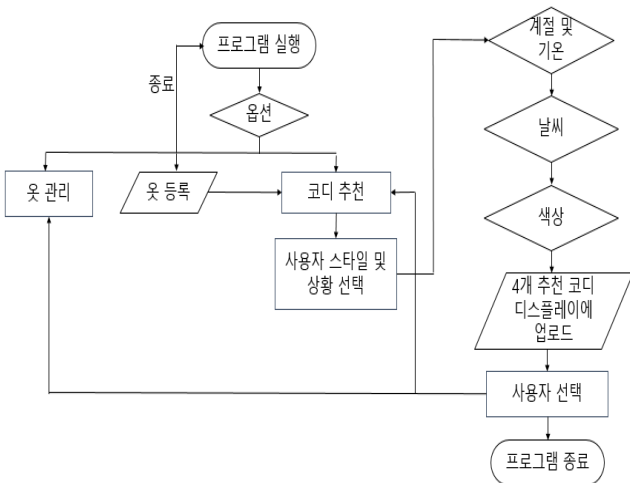 프로그램 실행
종료
옵션
옷 관리
옷 등록
코디 추천
사용자 스타일 및
상황 선택
계절 및
기온
날씨
색상
4개 추천 코디
디스플레이에
업로드
사용자 선택
프로그램 종료